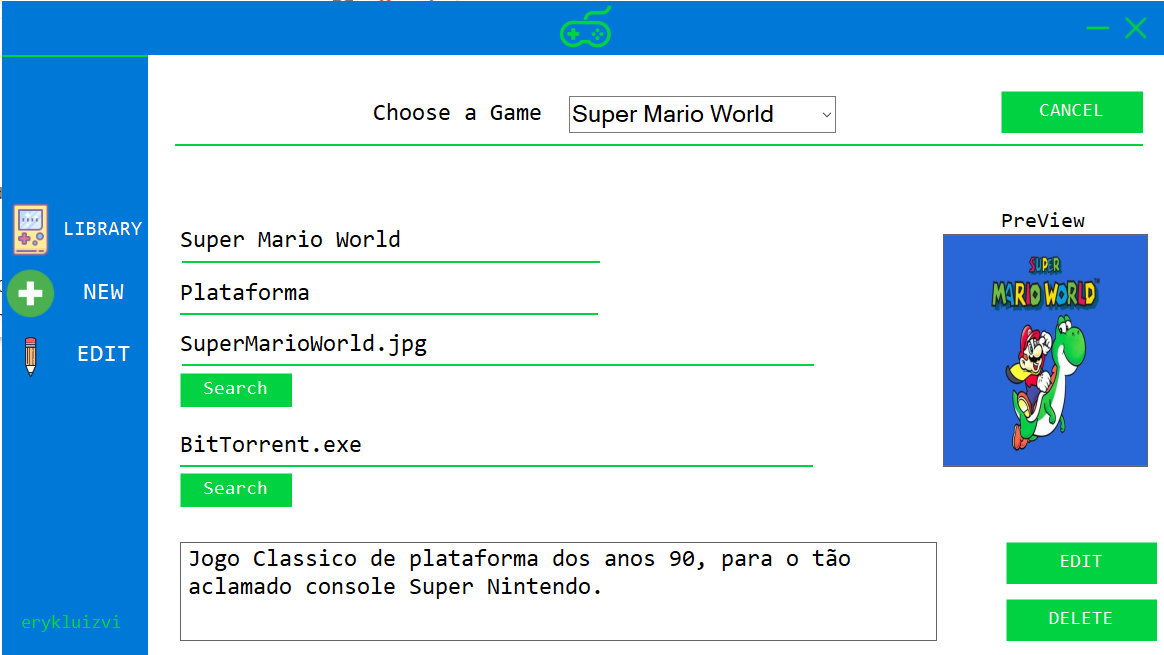 Choose a Game
Super Mario World
CANCEL
LIBRARY
NEW
EDIT
Super Mario World
Plataforma
SuperMarioWorld.jpg
Search
BitTorrent.exe
Search
PreView
SUPER
MARIO WORLD™
Jogo Classico de plataforma dos anos 90, para o tão
aclamado console Super Nintendo.
EDIT
DELETE
erykluizvi